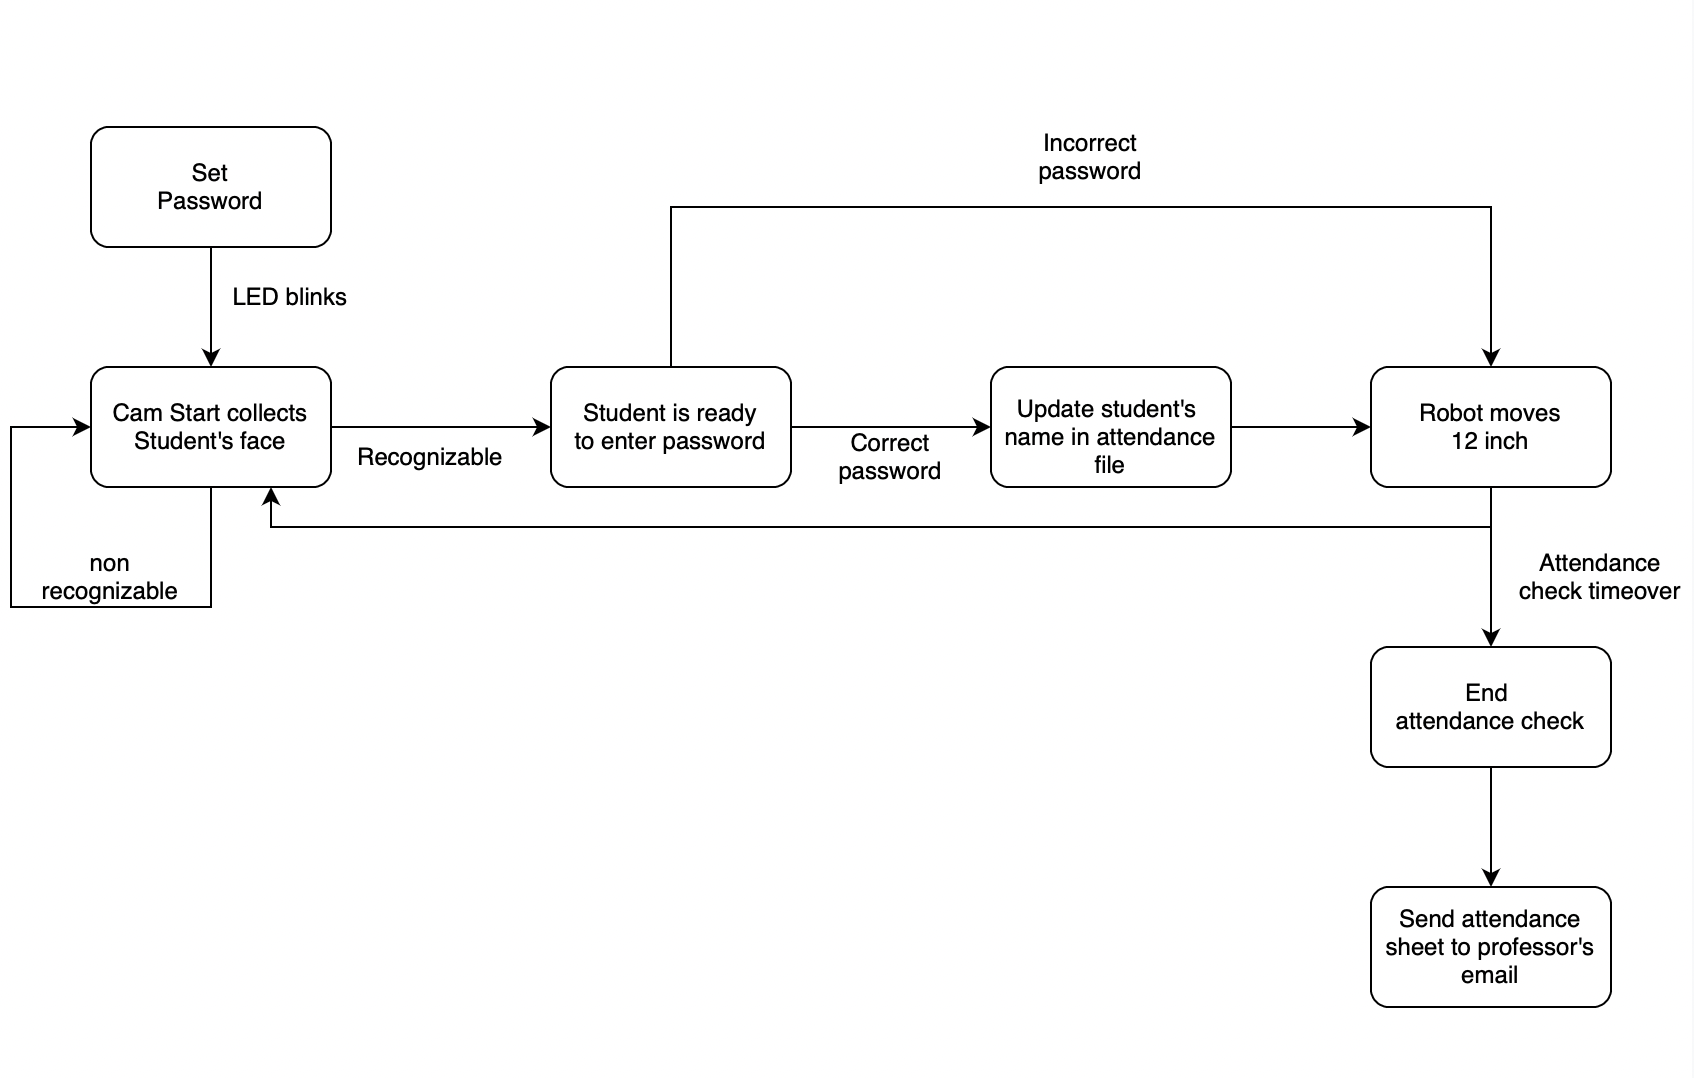 Set
Password
Incorrect
password
LED blinks
Cam Start collects
Student's face
Recognizable
Student is ready
to enter password
Correct
password
Update student's
name in attendance
file
Robot moves
12 inch
non
recognizable
Attendance
check timeover
End
attendance check
Send attendance
sheet to professor's
email